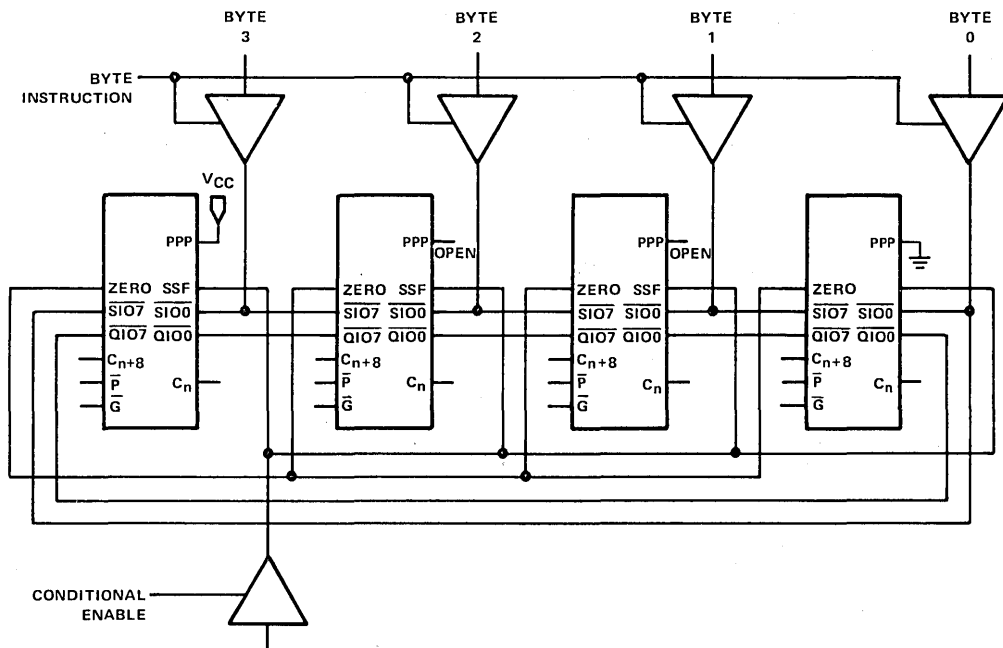 BYTE
3
BYTE
2
BYTE
1
BYTE
0
BYTE
INSTRUCTION
VCC
PPP
ZERO SSF
SIO7 SIO0
QIO7 QIO0
Cn+8
P
Cn
G
PPP
OPEN
ZERO SSF
SIO7 SIO0
QIO7 QIO0
Cn+8
P
Cn
G
PPP
OPEN
ZERO SSF
SIO7 SIO0
QIO7 QIO0
Cn+8
P
Cn
G
PPP
ZERO SSF
SIO7 SIO0
QIO7 QIO0
Cn+8
P
Cn
G
CONDITIONAL
ENABLE